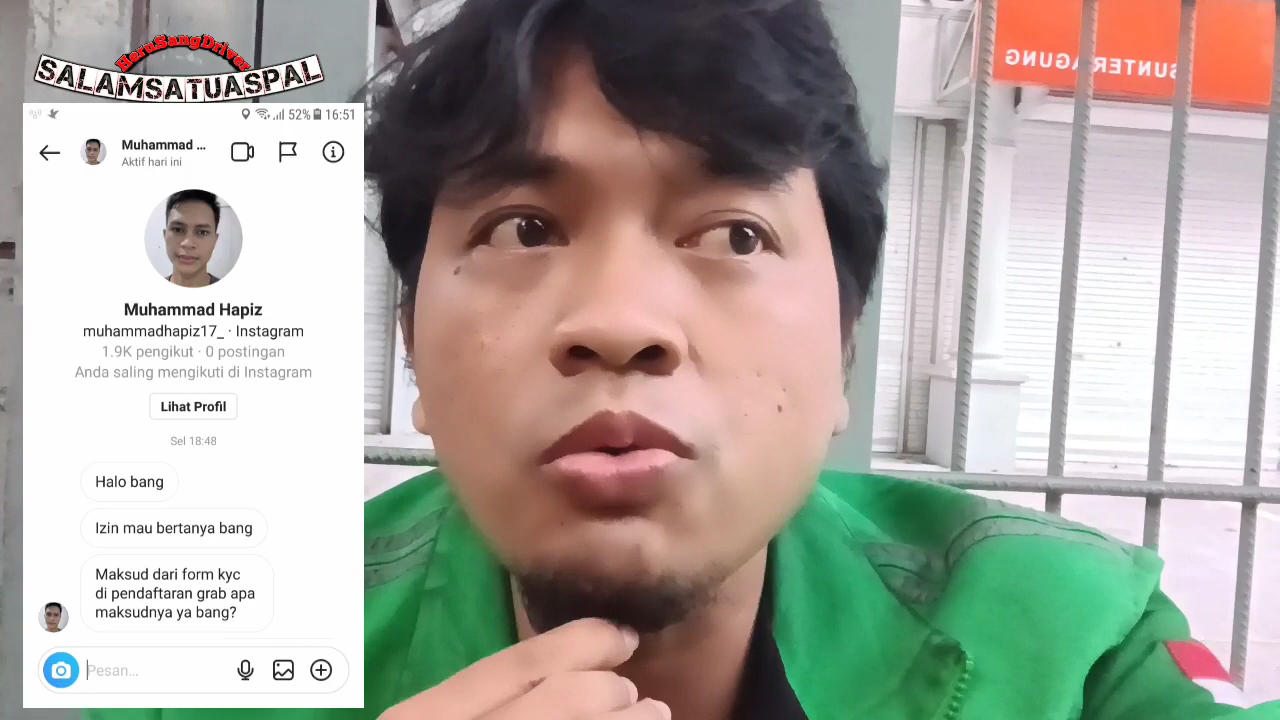 HeruSangDriver
SALAMSATUASPAL
52% 16:51
Muhammad ...
Aktif hari ini
Muhammad Hapiz
muhammadhapiz17_ · Instagram
1.9K pengikut · 0 postingan
Anda saling mengikuti di Instagram
Lihat Profil
Sel 18:48
Halo bang
Izin mau bertanya bang
Maksud dari form kyc
di pendaftaran grab apa
maksudnya ya bang?
Pesan...
SUNTER AGUNG